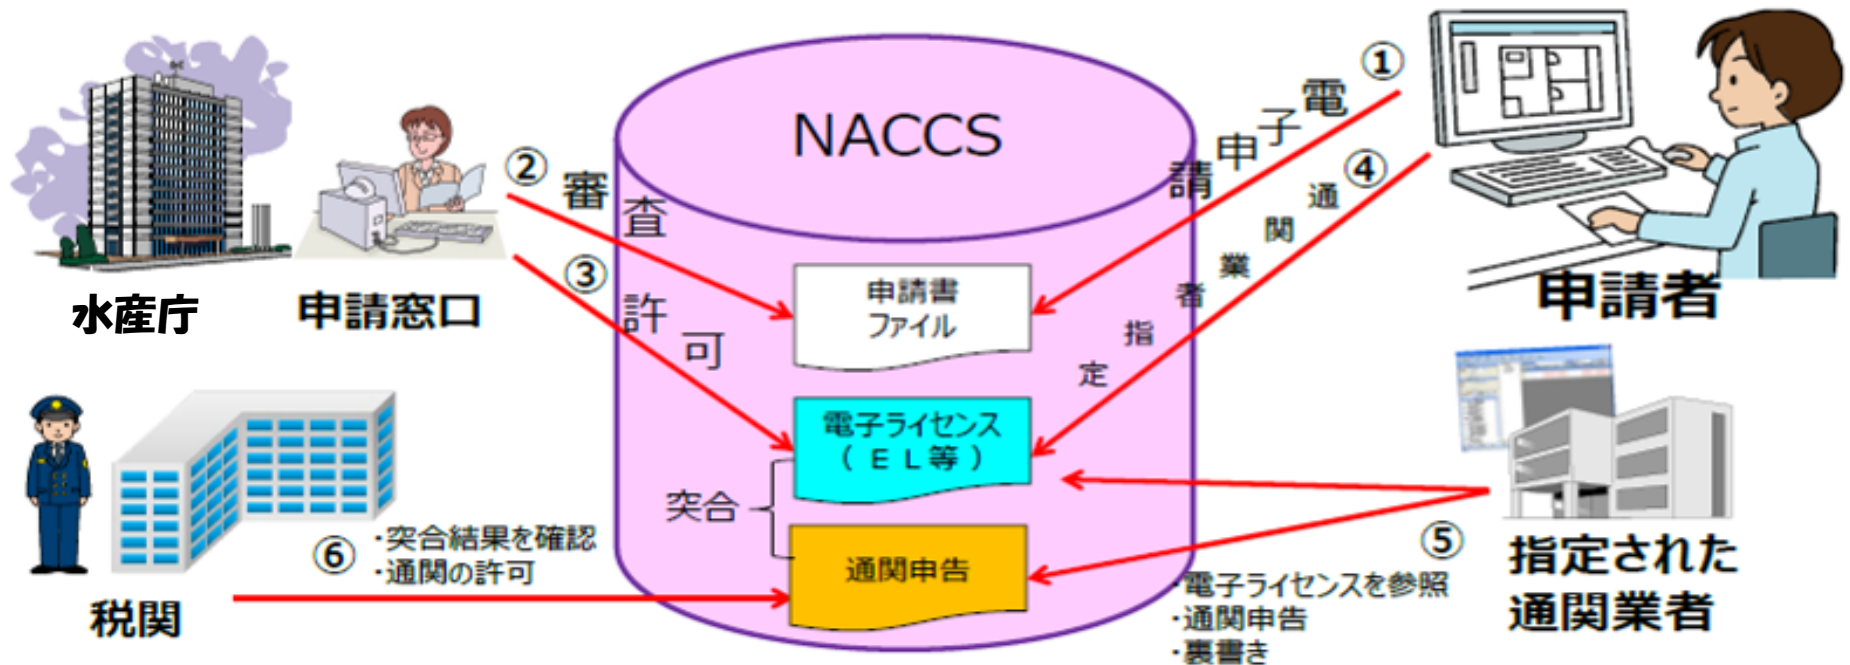 NACCS
①
電子申請
②
審査
③
許可
④
通関業者指定
申請書
ファイル
電子ライセンス
（ＥＬ等）
突合
通関申告
水産庁
申請窓口
申請者
税関
⑥
・突合結果を確認
・通関の許可
⑤
・電子ライセンスを参照
・通関申告
・裏書き
指定された
通関業者